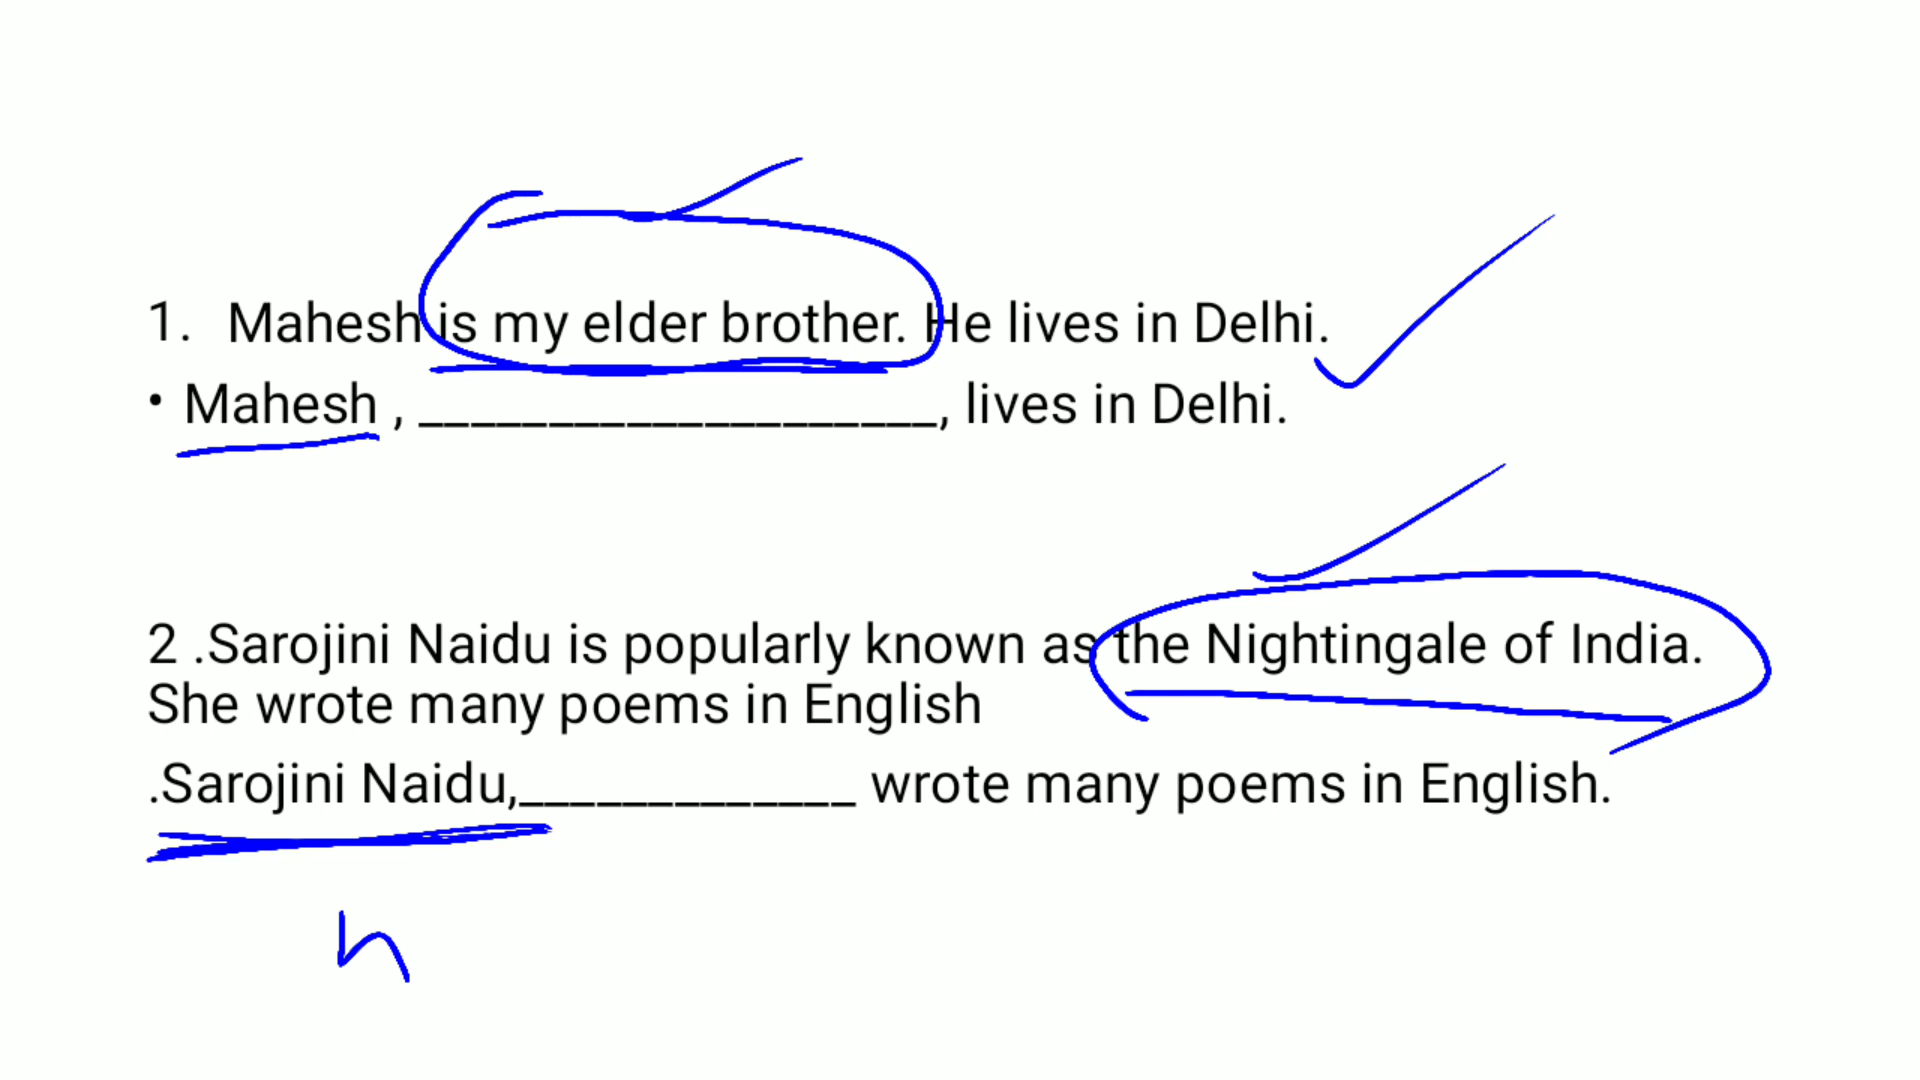 1. Mahesh is my elder brother. He lives in Delhi.
• Mahesh , ____________________, lives in Delhi.
2 .Sarojini Naidu is popularly known as the Nightingale of India.
She wrote many poems in English
.Sarojini Naidu,_____________ wrote many poems in English.
h